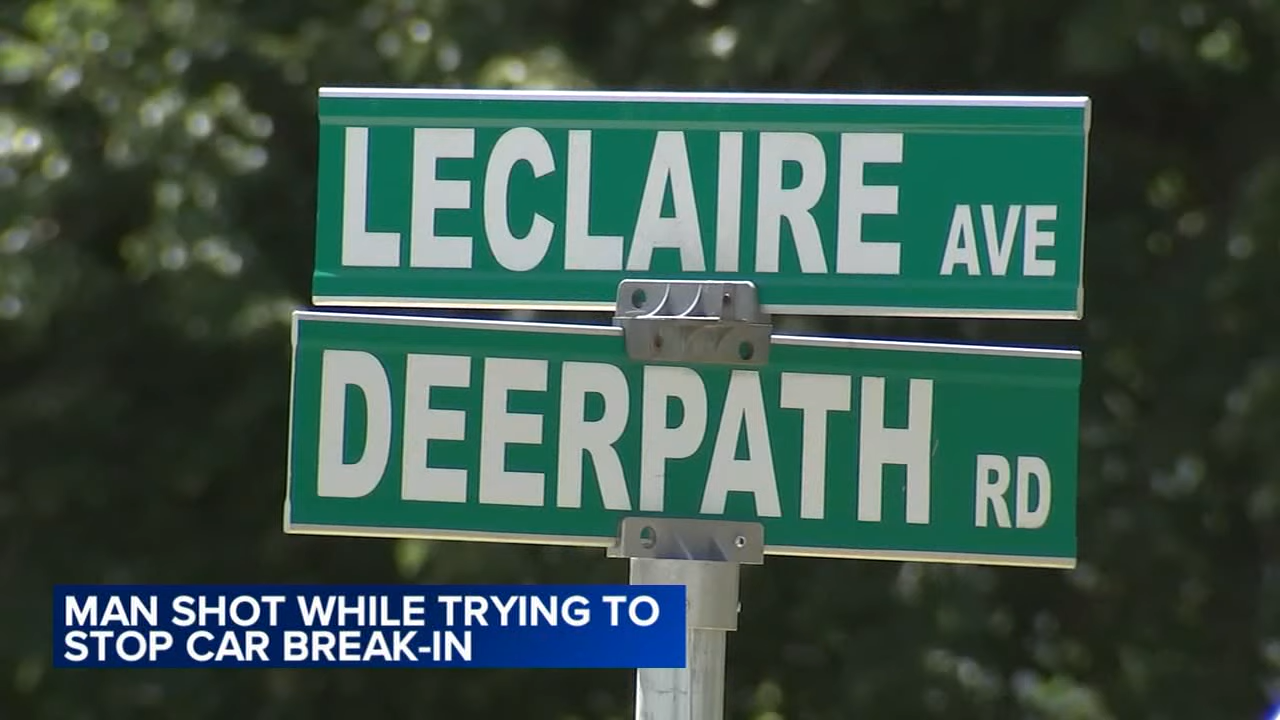 LECLAIRE AVE
DEERPATH RD
MAN SHOT WHILE TRYING TO
STOP CAR BREAK-IN